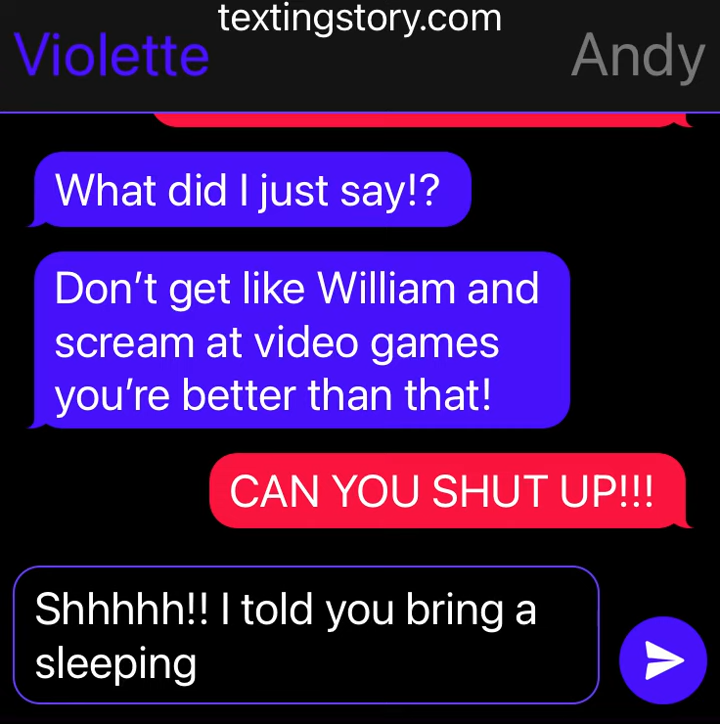 textingstory.com
Violette
Andy
What did I just say!?
Don’t get like William and
scream at video games
you’re better than that!
CAN YOU SHUT UP!!!
Shhhhh!! I told you bring a
sleeping